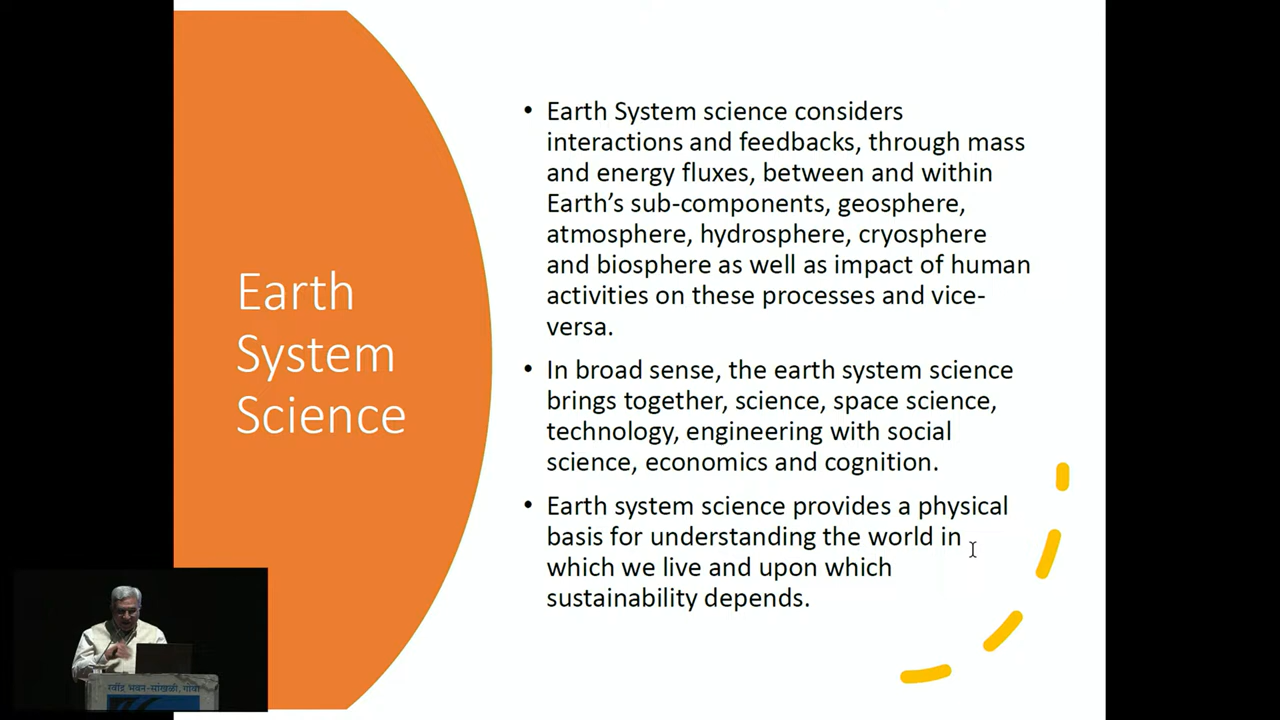 Earth
System
Science
• Earth System science considers
interactions and feedbacks, through mass
and energy fluxes, between and within
Earth’s sub-components, geosphere,
atmosphere, hydrosphere, cryosphere
and biosphere as well as impact of human
activities on these processes and vice-
versa.
• In broad sense, the earth system science
brings together, science, space science,
technology, engineering with social
science, economics and cognition.
• Earth system science provides a physical
basis for understanding the world in
which we live and upon which
sustainability depends.
रवींद्र भवन-सांखळी, गोवा